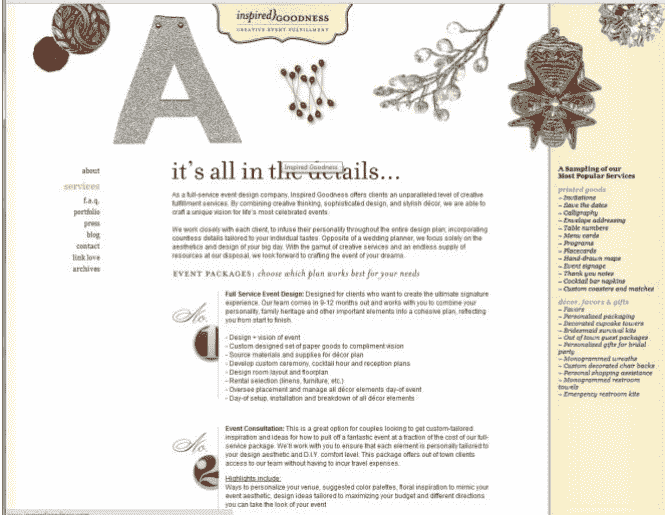 inspired GOODNESS
CREATIVE EVENT FULFILLMENT
A
it's all in the details...
Inspired Goodness
about
services
f.a.q.
portfolio
press
blog
contact
link love
archives
As a full-service event design company, Inspired Goodness offers clients an unparalleled level of creative
fulfillment services. By combining creative thinking, sophisticated design, and stylish décor, we are able to
craft a unique vision for life's most celebrated events.
We work closely with each client, to infuse their personality throughout the entire design plan; incorporating
countless details tailored to your individual tastes. Opposite of a wedding planner, we focus solely on the
aesthetics and design of your big day. With the gamut of creative services and an endless supply of
resources at our disposal, we look forward to crafting the event of your dreams.
EVENT PACKAGES: choose which plan works best for your needs
No.
1
Full Service Event Design: Designed for clients who want to create the ultimate signature
experience. Our team comes in 9-12 months out and works with you to combine your
personality, family heritage and other important elements into a cohesive plan, reflecting
you from start to finish.
- Design + vision of event
- Custom designed set of paper goods to compliment vision
- Source materials and supplies for décor plan
- Develop custom ceremony, cocktail hour and reception plans
- Design room layout and floorplan
- Rental selection (linens, furniture, etc.)
- Oversee placement and manage all décor elements day-of event
- Day-of setup, installation and breakdown of all décor elements
No.
2
Event Consultation: This is a great option for couples looking to get custom-tailored
inspiration and ideas for how to pull off a fantastic event at a fraction of the cost of our full-
service package. We'll work with you to ensure that each element is personally tailored to
your design aesthetic and D.I.Y. comfort level. This package offers out of town clients
access to our team without having to incur travel expenses.
Highlights include:
Ways to personalize your venue, suggested color palettes, floral inspiration to mimic your
event aesthetic, design ideas tailored to maximizing your budget and different directions
you can take the look of your event
A Sampling of our
Most Popular Services
printed goods
~ Invitations
~ Save the dates
~ Calligraphy
~ Envelope addressing
~ Table numbers
~ Menu cards
~ Programs
~ Placecards
~ Hand-drawn maps
~ Event signage
~ Thank you notes
~ Cocktail bar napkins
~ Custom coasters and matches
décor, favors & gifts
~ Favors
~ Personalized packaging
~ Decorated cupcake towers
~ Bridesmaid survival kits
~ Out of town guest packages
~ Personalized gifts for bridal
party
~ Monogrammed wreaths
~ Custom decorated chair backs
~ Personal shopping assistance
~ Monogrammed restroom
towels
~ Emergency restroom kits